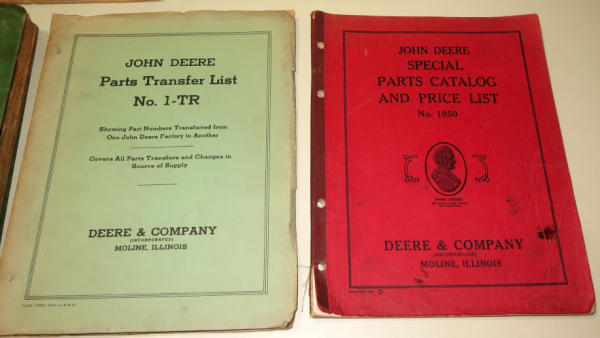 JOHN DEERE
Parts Transfer List
No. 1-TR
Showing Part Numbers Transferred from
One John Deere Factory to Another
Covers All Parts Transfers and Changes in
Source of Supply
DEERE & COMPANY
(INCORPORATED)
MOLINE, ILLINOIS
JOHN DEERE
SPECIAL
PARTS CATALOG
AND PRICE LIST
No. 1950
JOHN DEERE
DEERE & COMPANY
(INCORPORATED)
MOLINE, ILLINOIS